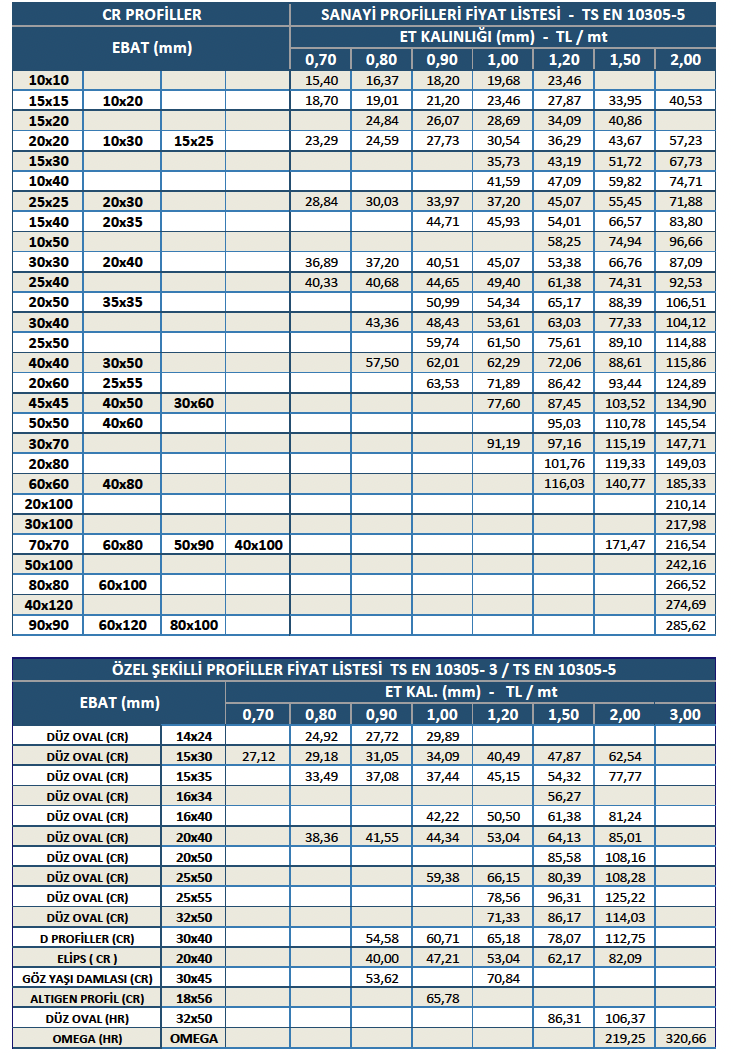 CR PROFİLLER SANAYİ PROFİLLERİ FİYAT LİSTESİ - TS EN 10305-5
EBAT (mm) ET KALINLIĞI (mm) - TL / mt
0,70 0,80 0,90 1,00 1,20 1,50 2,00
10x10 15,40 16,37 18,20 19,68 23,46
15x15 10x20 18,70 19,01 21,20 23,46 27,87 33,95 40,53
15x20 24,84 26,07 28,69 34,09 40,86
20x20 10x30 15x25 23,29 24,59 27,73 30,54 36,29 43,67 57,23
15x30 35,73 43,19 51,72 67,73
10x40 41,59 47,09 59,82 74,71
25x25 20x30 28,84 30,03 33,97 37,20 45,07 55,45 71,88
15x40 20x35 44,71 45,93 54,01 66,57 83,80
10x50 58,25 74,94 96,66
30x30 20x40 36,89 37,20 40,51 45,07 53,38 66,76 87,09
25x40 40,33 40,68 44,65 49,40 61,38 74,31 92,53
20x50 35x35 50,99 54,34 65,17 88,39 106,51
30x40 43,36 48,43 53,61 63,03 77,33 104,12
25x50 59,74 61,50 75,61 89,10 114,88
40x40 30x50 57,50 62,01 62,29 72,06 88,61 115,86
20x60 25x55 63,53 71,89 86,42 93,44 124,89
45x45 40x50 30x60 77,60 87,45 103,52 134,90
50x50 40x60 95,03 110,78 145,54
30x70 91,19 97,16 115,19 147,71
20x80 101,76 119,33 149,03
60x60 40x80 116,03 140,77 185,33
20x100 210,14
30x100 217,98
70x70 60x80 50x90 40x100 171,47 216,54
50x100 242,16
80x80 60x100 266,52
40x120 274,69
90x90 60x120 80x100 285,62
ÖZEL ŞEKİLLİ PROFİLLER FİYAT LİSTESİ TS EN 10305- 3 / TS EN 10305-5
EBAT (mm) ET KAL. (mm) - TL / mt
0,70 0,80 0,90 1,00 1,20 1,50 2,00 3,00
DÜZ OVAL (CR) 14x24 24,92 27,72 29,89
DÜZ OVAL (CR) 15x30 27,12 29,18 31,05 34,09 40,49 47,87 62,54
DÜZ OVAL (CR) 15x35 33,49 37,08 37,44 45,15 54,32 77,77
DÜZ OVAL (CR) 16x34 56,27
DÜZ OVAL (CR) 16x40 42,22 50,50 61,38 81,24
DÜZ OVAL (CR) 20x40 38,36 41,55 44,34 53,04 64,13 85,01
DÜZ OVAL (CR) 20x50 85,58 108,16
DÜZ OVAL (CR) 25x50 59,38 66,15 80,39 108,28
DÜZ OVAL (CR) 25x55 78,56 96,31 125,22
DÜZ OVAL (CR) 32x50 71,33 86,17 114,03
D PROFİLLER (CR) 30x40 54,58 60,71 65,18 78,07 112,75
ELİPS ( CR ) 20x40 40,00 47,21 53,04 62,17 82,09
GÖZ YAŞI DAMLASI (CR) 30x45 53,62 70,84
ALTIGEN PROFİL (CR) 18x56 65,78
DÜZ OVAL (HR) 32x50 86,31 106,37
OMEGA (HR) OMEGA 219,25 320,66